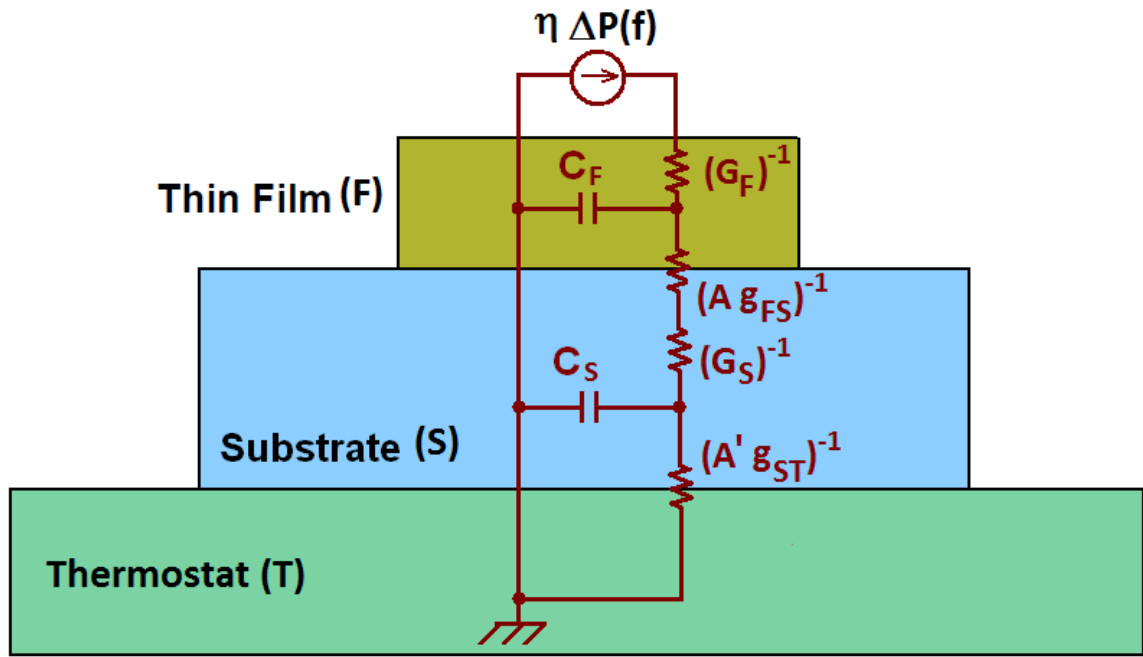 η ΔP(f)
Thin Film (F)
C_F
(G_F)^-1
(A g_FS)^-1
C_S
(G_S)^-1
Substrate (S)
(A' g_ST)^-1
Thermostat (T)